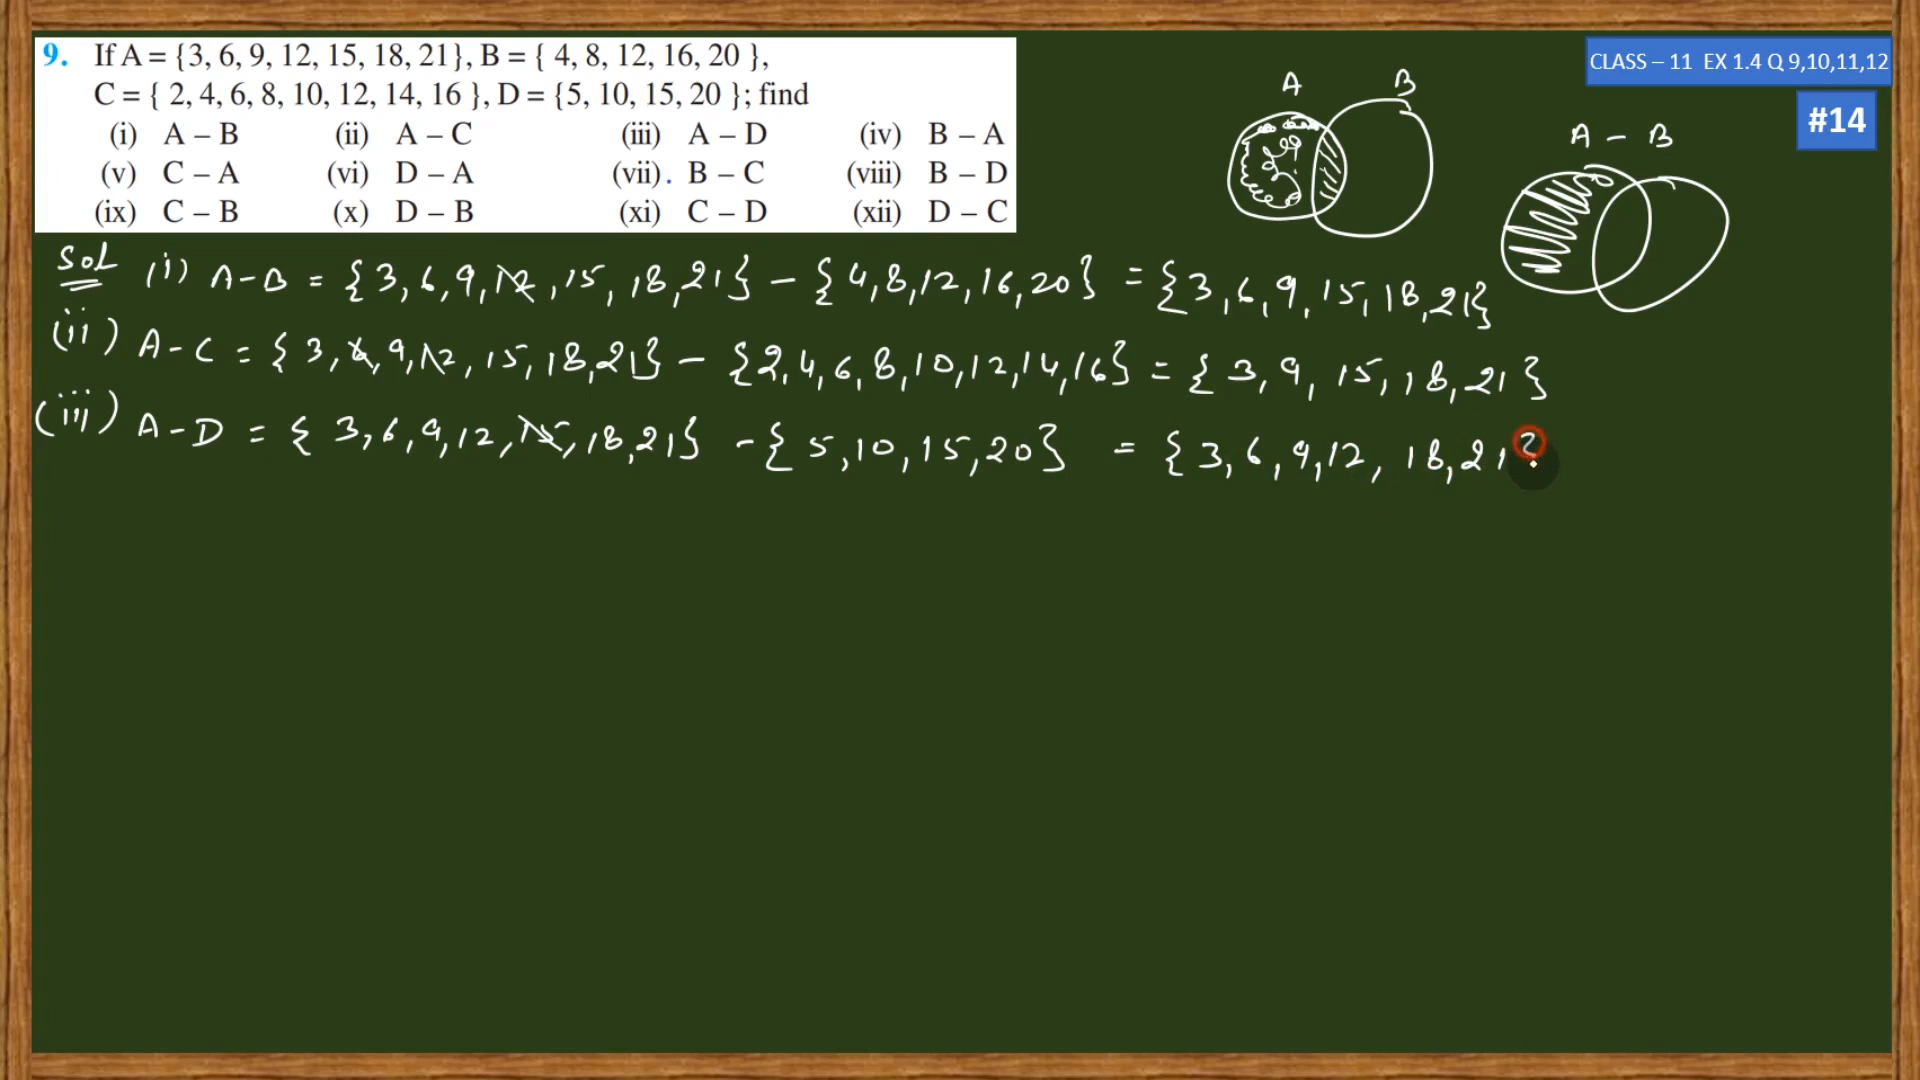 9. If A = {3, 6, 9, 12, 15, 18, 21}, B = { 4, 8, 12, 16, 20 },
C = { 2, 4, 6, 8, 10, 12, 14, 16 }, D = {5, 10, 15, 20 }; find
(i) A – B (ii) A – C (iii) A – D (iv) B – A
(v) C – A (vi) D – A (vii). B – C (viii) B – D
(ix) C – B (x) D – B (xi) C – D (xii) D – C
CLASS – 11 EX 1.4 Q 9,10,11,12
#14
A B
A - B
Sol (i) A-B = {3,6,9,12,15,18,21} - {4,8,12,16,20} = {3,6,9,15,18,21}
(ii) A-C = {3,6,9,12,15,18,21} - {2,4,6,8,10,12,14,16} = {3,9,15,18,21}
(iii) A-D = {3,6,9,12,15,18,21} - {5,10,15,20} = {3,6,9,12,18,21